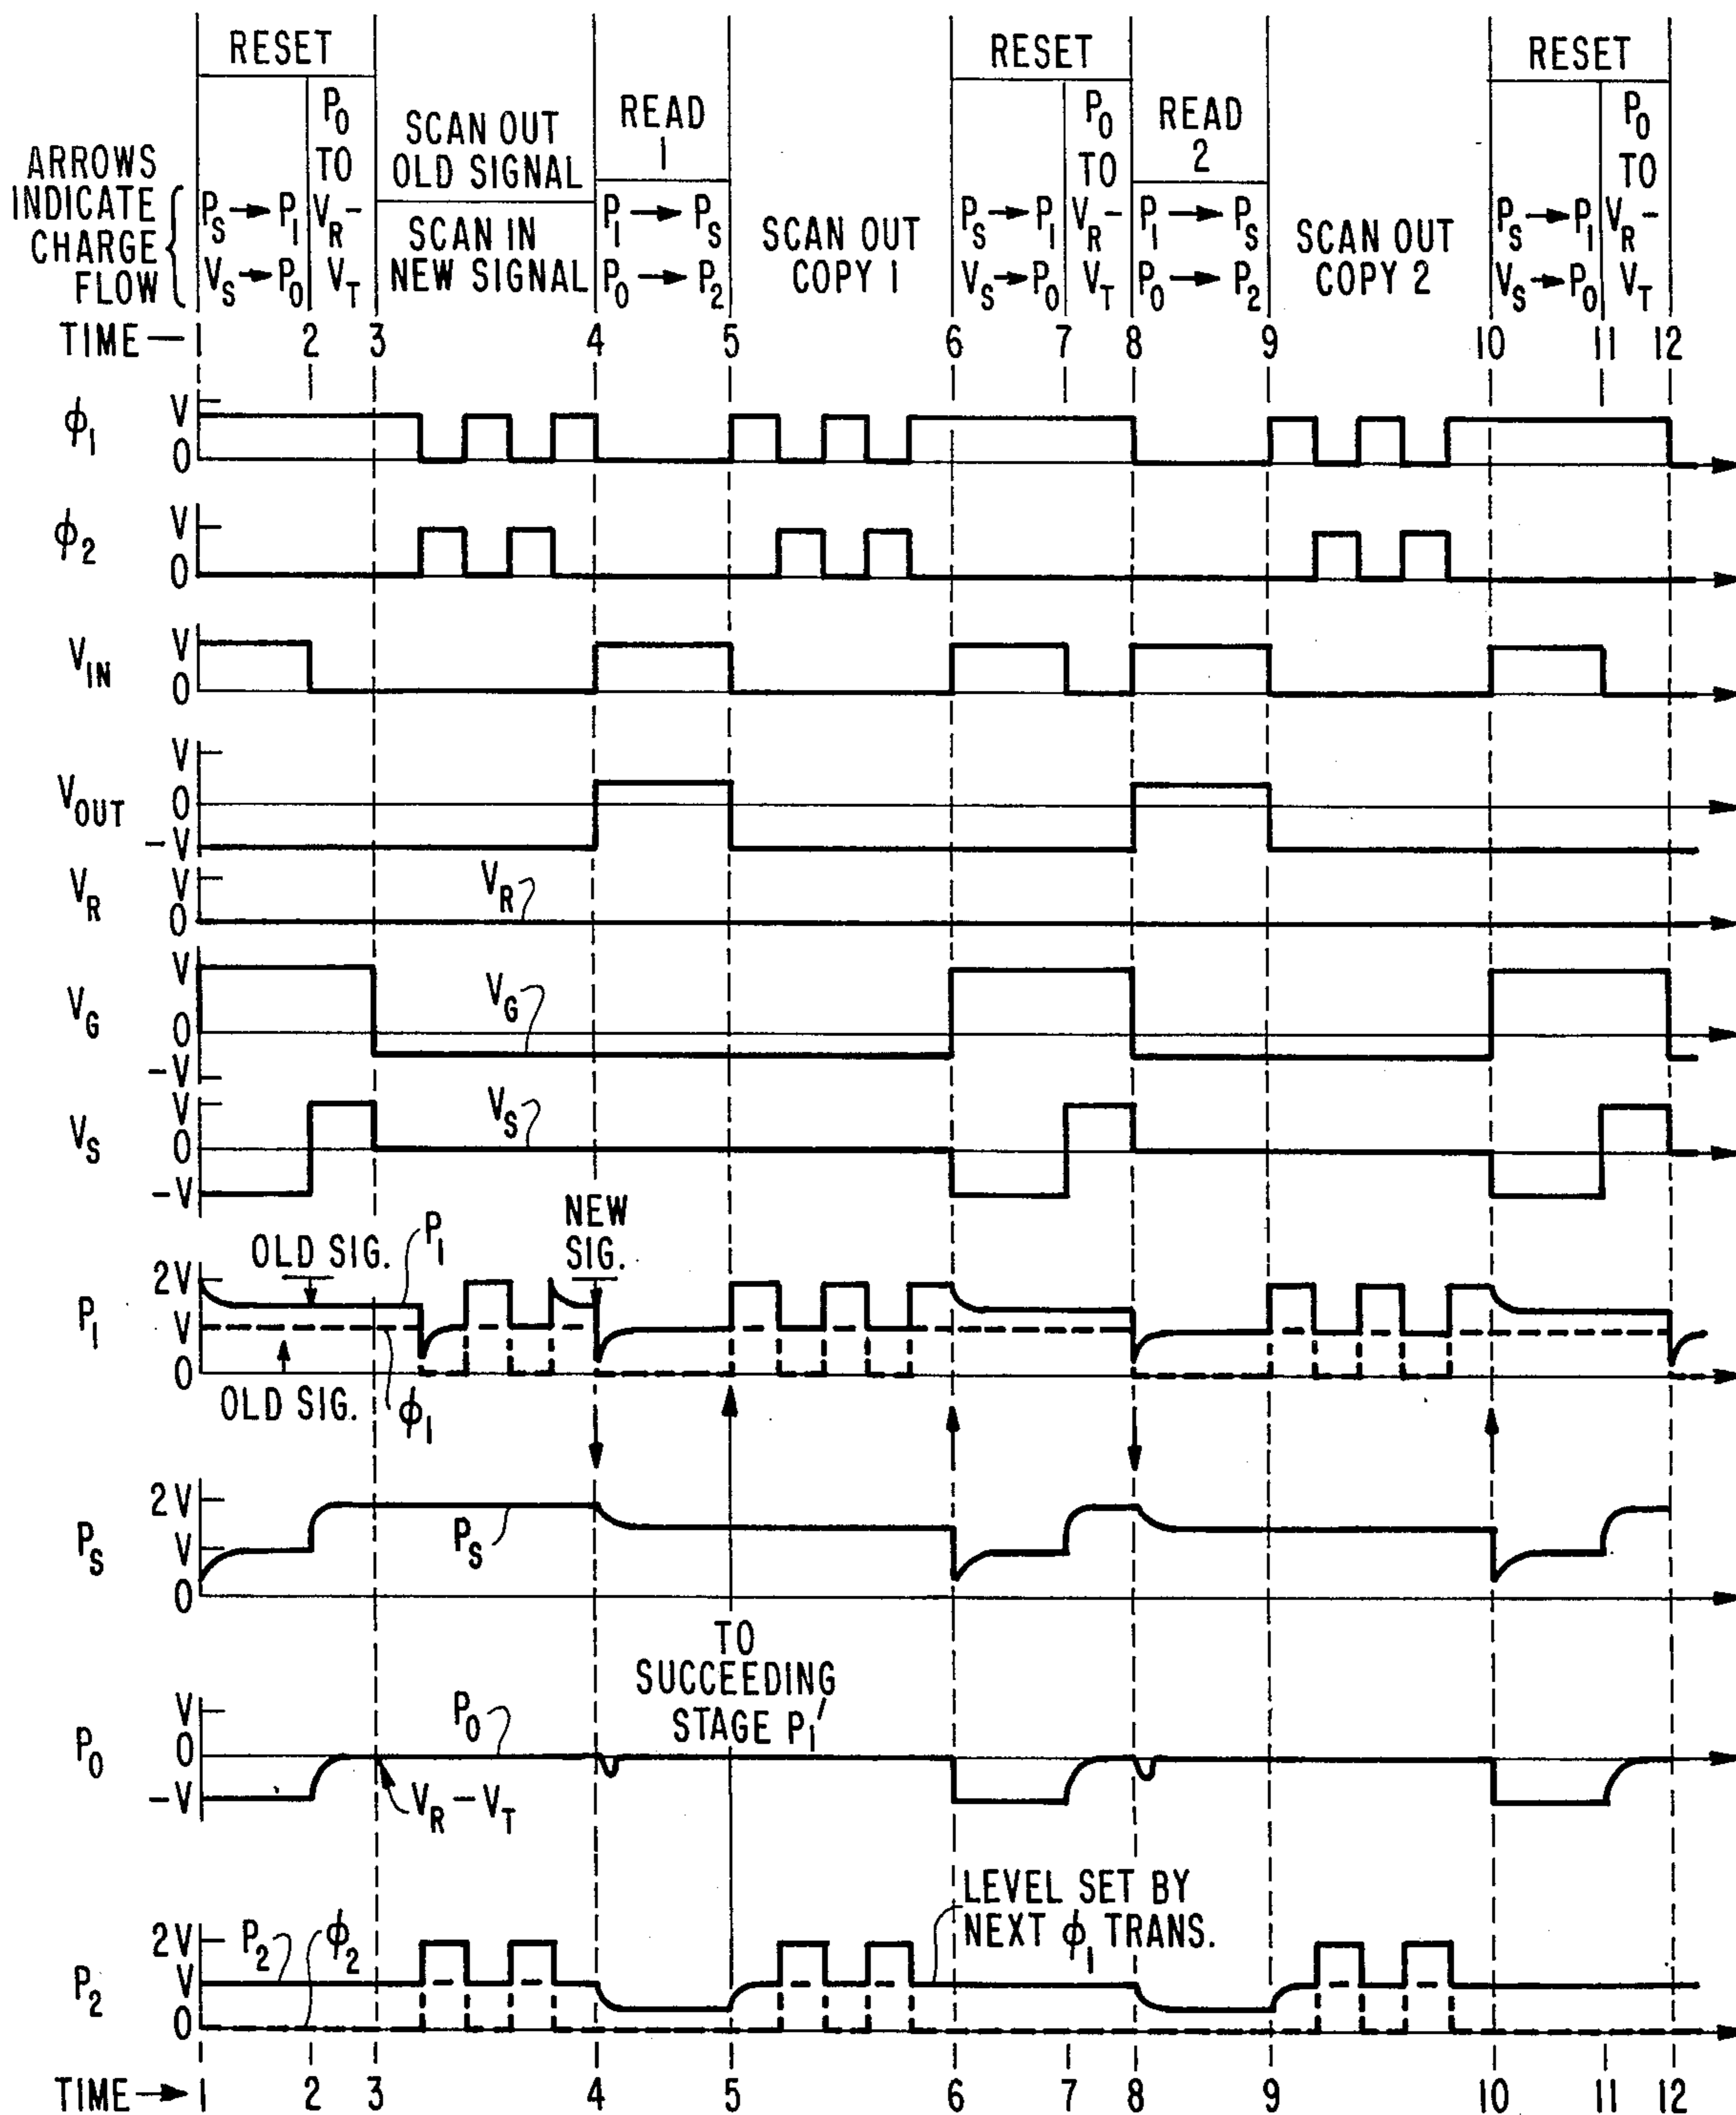 RESET RESET RESET
P0 TO VR-VT
SCAN OUT OLD SIGNAL
SCAN IN NEW SIGNAL
READ 1
P0 TO VR-VT
READ 2
P0 TO VR-VT
ARROWS INDICATE CHARGE FLOW
PS→P1
VS→P0
P1→PS
P0→P2
SCAN OUT COPY 1
PS→P1
VS→P0
P1→PS
P0→P2
SCAN OUT COPY 2
PS→P1
VS→P0
TIME — 1 2 3 4 5 6 7 8 9 10 11 12
ϕ1 V 0
ϕ2 V 0
VIN V 0
VOUT V 0 -V
VR V 0 VR
VG V 0 -V VG
VS V 0 -V VS
OLD SIG. P1 NEW SIG.
P1 2V V 0
OLD SIG. ϕ1
PS 2V V 0 PS
TO SUCCEEDING STAGE P1'
P0 V 0 -V P0
VR-VT
LEVEL SET BY NEXT ϕ1 TRANS.
P2 2V V 0 P2 ϕ2
TIME → 1 2 3 4 5 6 7 8 9 10 11 12